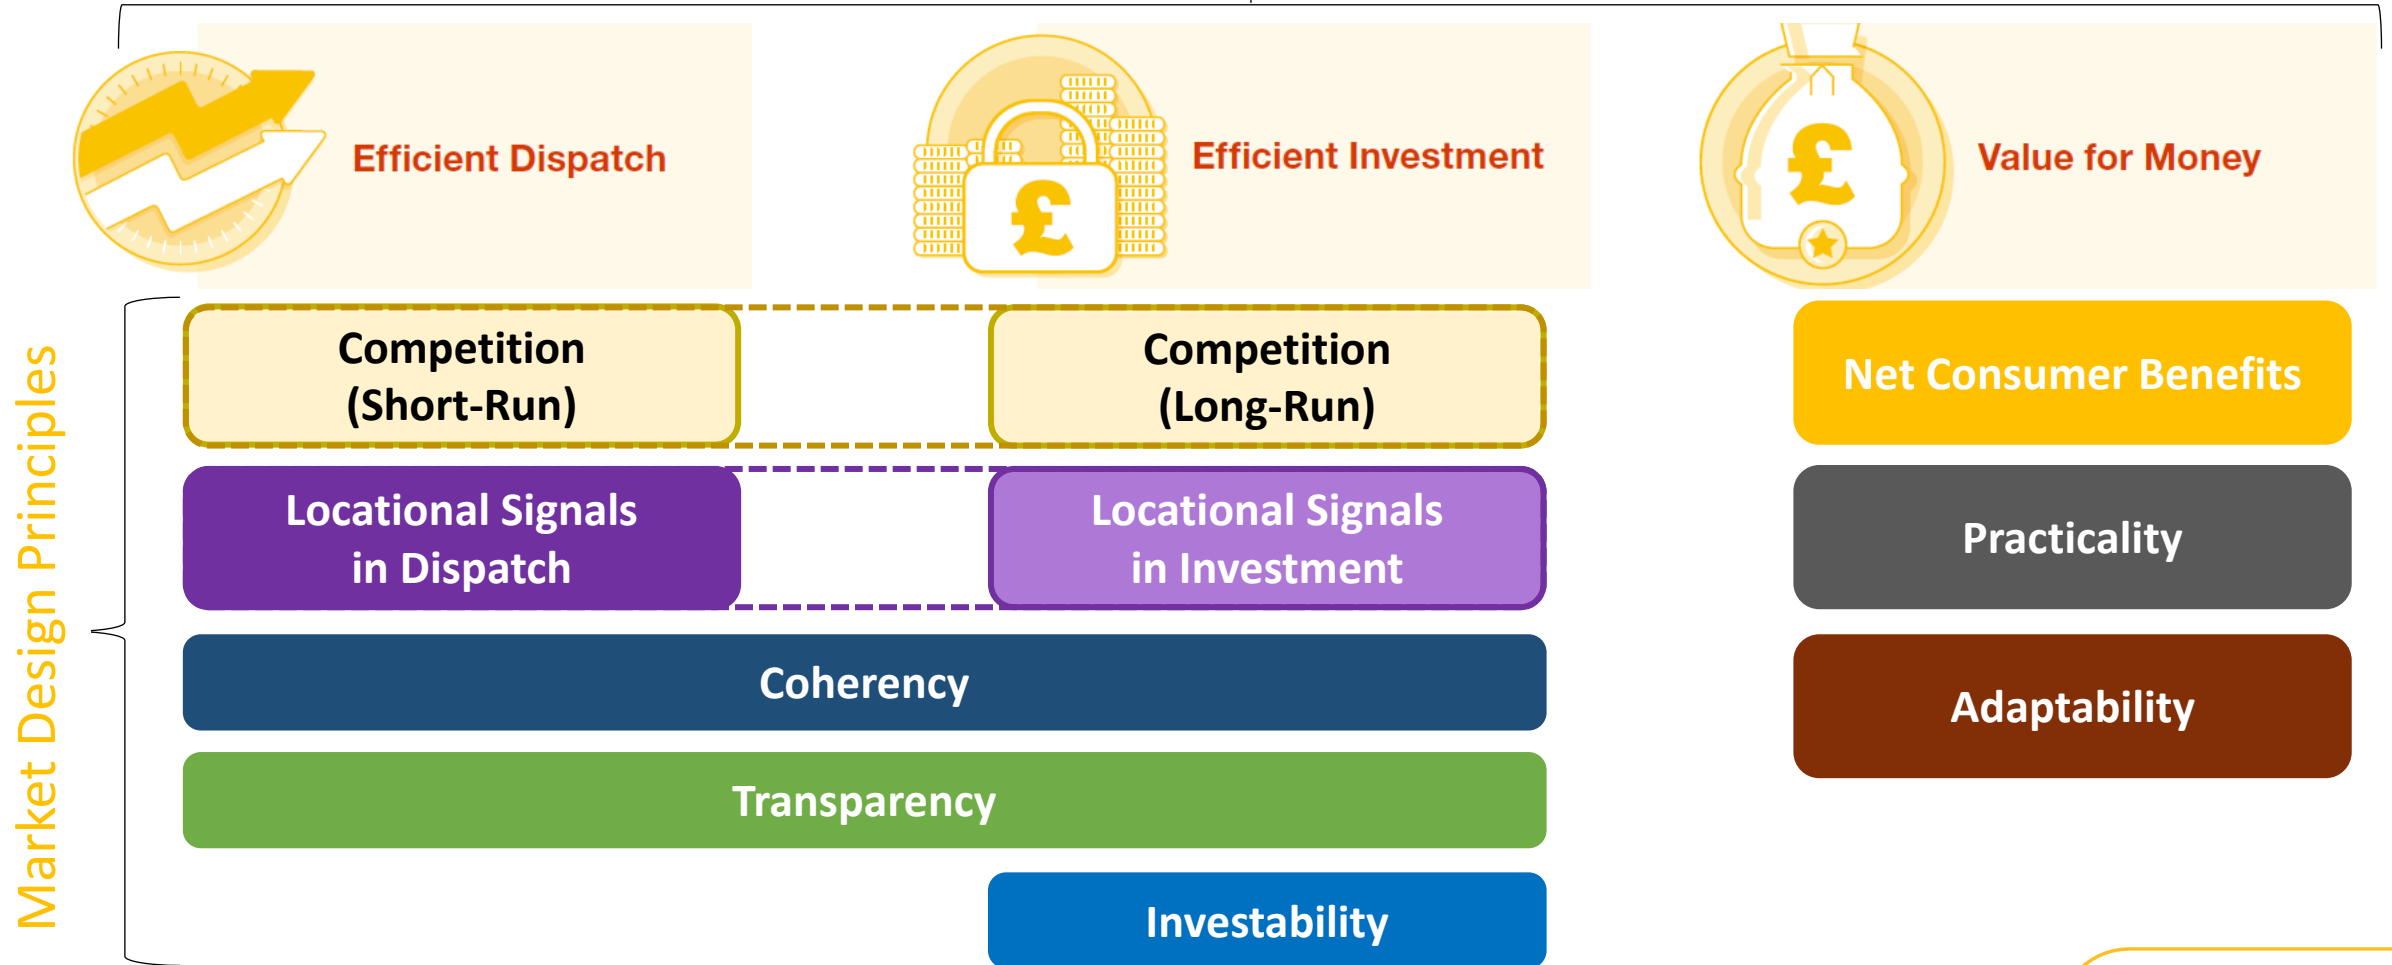 Efficient Dispatch
Efficient Investment
Value for Money
£
£
Market Design Principles
Competition
(Short-Run)
Competition
(Long-Run)
Net Consumer Benefits
Locational Signals
in Dispatch
Locational Signals
in Investment
Practicality
Coherency
Adaptability
Transparency
Investability